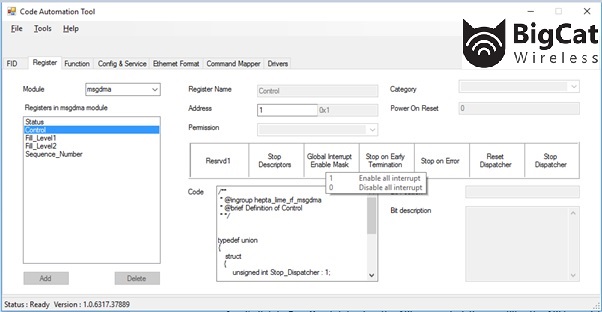 Code Automation Tool
BigCat
Wireless
File Tools Help
FID Register Function Config & Service Ethernet Format Command Mapper Drivers
Module msgdma
Registers in msgdma module
Status
Control
Fill_Level1
Fill_Level2
Sequence_Number
Add Delete
Register Name Control
Category
Address 1 0x1
Power On Reset 0
Permission
Resrvd1
Stop Descriptors
Global Interrupt Enable Mask
Stop on Early Termination
Stop on Error
Reset Dispatcher
Stop Dispatcher
1 Enable all interrupt
0 Disable all interrupt
Code
/**
* @ingroup hepta_lime_rf_msgdma
* @brief Definition of Control
* */
typedef union
{
struct
{
unsigned int Stop_Dispatcher : 1;
Bit description
Status : Ready Version : 1.0.6317.37889